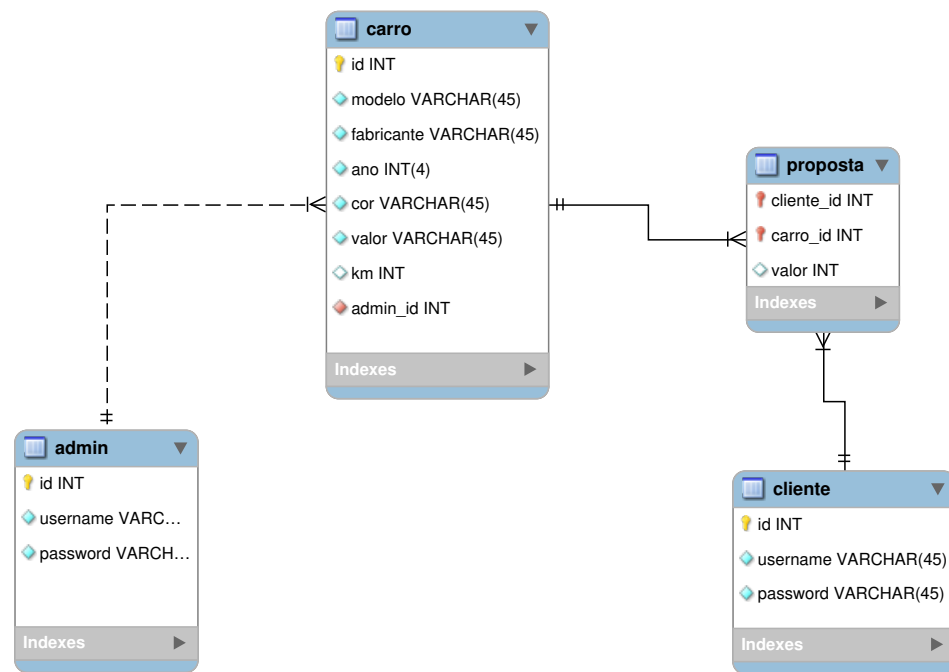 carro
id INT
modelo VARCHAR(45)
fabricante VARCHAR(45)
ano INT(4)
cor VARCHAR(45)
valor VARCHAR(45)
km INT
admin_id INT
Indexes
proposta
cliente_id INT
carro_id INT
valor INT
Indexes
admin
id INT
username VARC...
password VARCH...
Indexes
cliente
id INT
username VARCHAR(45)
password VARCHAR(45)
Indexes